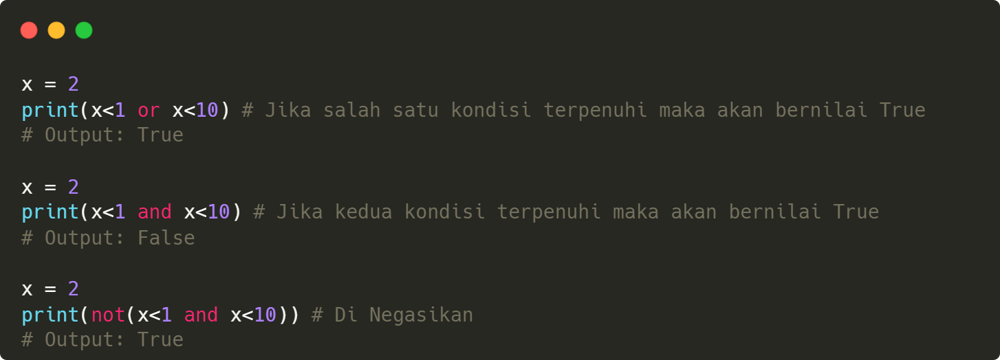 x = 2
print(x<1 or x<10) # Jika salah satu kondisi terpenuhi maka akan bernilai True
# Output: True
x = 2
print(x<1 and x<10) # Jika kedua kondisi terpenuhi maka akan bernilai True
# Output: False
x = 2
print(not(x<1 and x<10)) # Di Negasikan
# Output: True